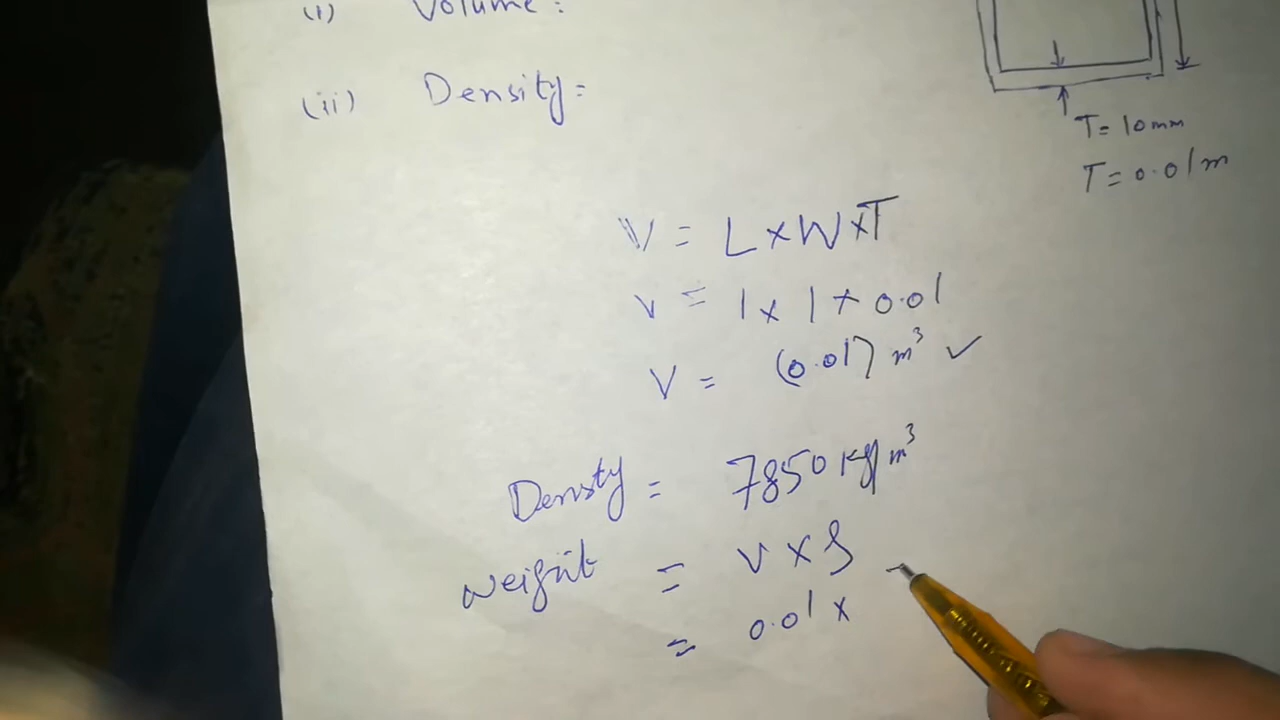 (i) Volume:
(ii) Density=
T=10mm
T=0.01m
V = L×W×T
V = 1 × 1 × 0.01
V = (0.01) m³ ✓
Densty = 7850 kg/m³
weight = V × ρ
= 0.01 ×